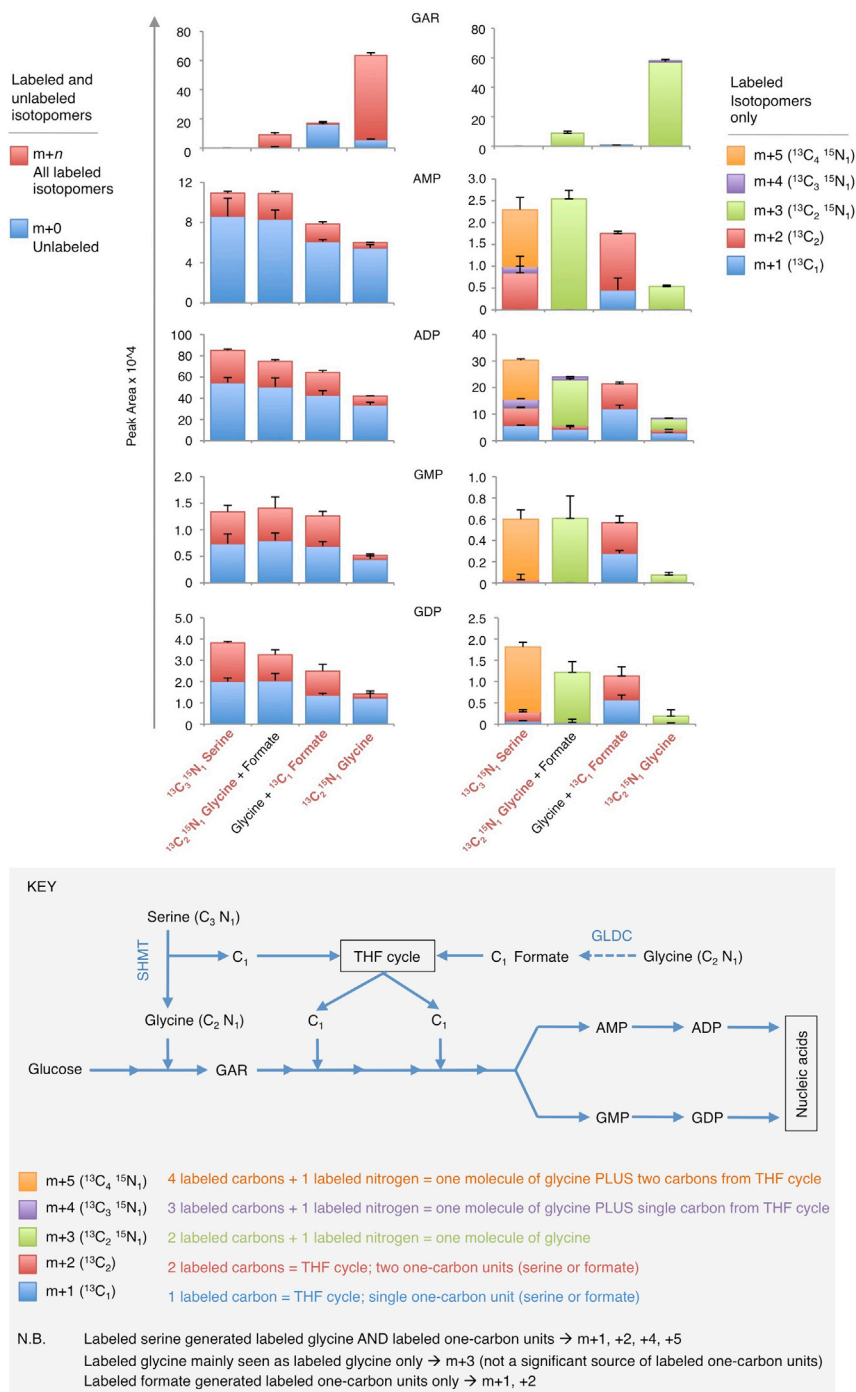 GAR
Labeled and
unlabeled
isotopomers
m+n
All labeled
isotopomers
m+0
Unlabeled
Peak Area x 10^4
80
60
40
20
0
80
60
40
20
0
Labeled
Isotopomers
only
m+5 (¹³C₄ ¹⁵N₁)
m+4 (¹³C₃ ¹⁵N₁)
m+3 (¹³C₂ ¹⁵N₁)
m+2 (¹³C₂)
m+1 (¹³C₁)
AMP
12
8
4
0
3.0
2.5
2.0
1.5
1.0
0.5
0
ADP
100
80
60
40
20
0
40
30
20
10
0
GMP
2.0
1.5
1.0
0.5
0
1.0
0.8
0.6
0.4
0.2
0
GDP
5.0
4.0
3.0
2.0
1.0
0
2.5
2.0
1.5
1.0
0.5
0
¹³C₃ ¹⁵N₁ Serine
¹³C₂ ¹⁵N₁ Glycine + Formate
Glycine + ¹³C₁ Formate
¹³C₂ ¹⁵N₁ Glycine
¹³C₃ ¹⁵N₁ Serine
¹³C₂ ¹⁵N₁ Glycine + Formate
Glycine + ¹³C₁ Formate
¹³C₂ ¹⁵N₁ Glycine
KEY
Serine (C₃ N₁)
SHMT
C₁
THF cycle
C₁ Formate
GLDC
Glycine (C₂ N₁)
Glycine (C₂ N₁)
C₁
C₁
AMP
ADP
Glucose
GAR
Nucleic acids
GMP
GDP
m+5 (¹³C₄ ¹⁵N₁) 4 labeled carbons + 1 labeled nitrogen = one molecule of glycine PLUS two carbons from THF cycle
m+4 (¹³C₃ ¹⁵N₁) 3 labeled carbons + 1 labeled nitrogen = one molecule of glycine PLUS single carbon from THF cycle
m+3 (¹³C₂ ¹⁵N₁) 2 labeled carbons + 1 labeled nitrogen = one molecule of glycine
m+2 (¹³C₂) 2 labeled carbons = THF cycle; two one-carbon units (serine or formate)
m+1 (¹³C₁) 1 labeled carbon = THF cycle; single one-carbon unit (serine or formate)
N.B. Labeled serine generated labeled glycine AND labeled one-carbon units → m+1, +2, +4, +5
Labeled glycine mainly seen as labeled glycine only → m+3 (not a significant source of labeled one-carbon units)
Labeled formate generated labeled one-carbon units only → m+1, +2